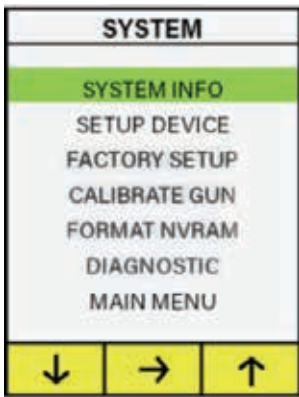 SYSTEM
SYSTEM INFO
SETUP DEVICE
FACTORY SETUP
CALIBRATE GUN
FORMAT NVRAM
DIAGNOSTIC
MAIN MENU
↓ → ↑